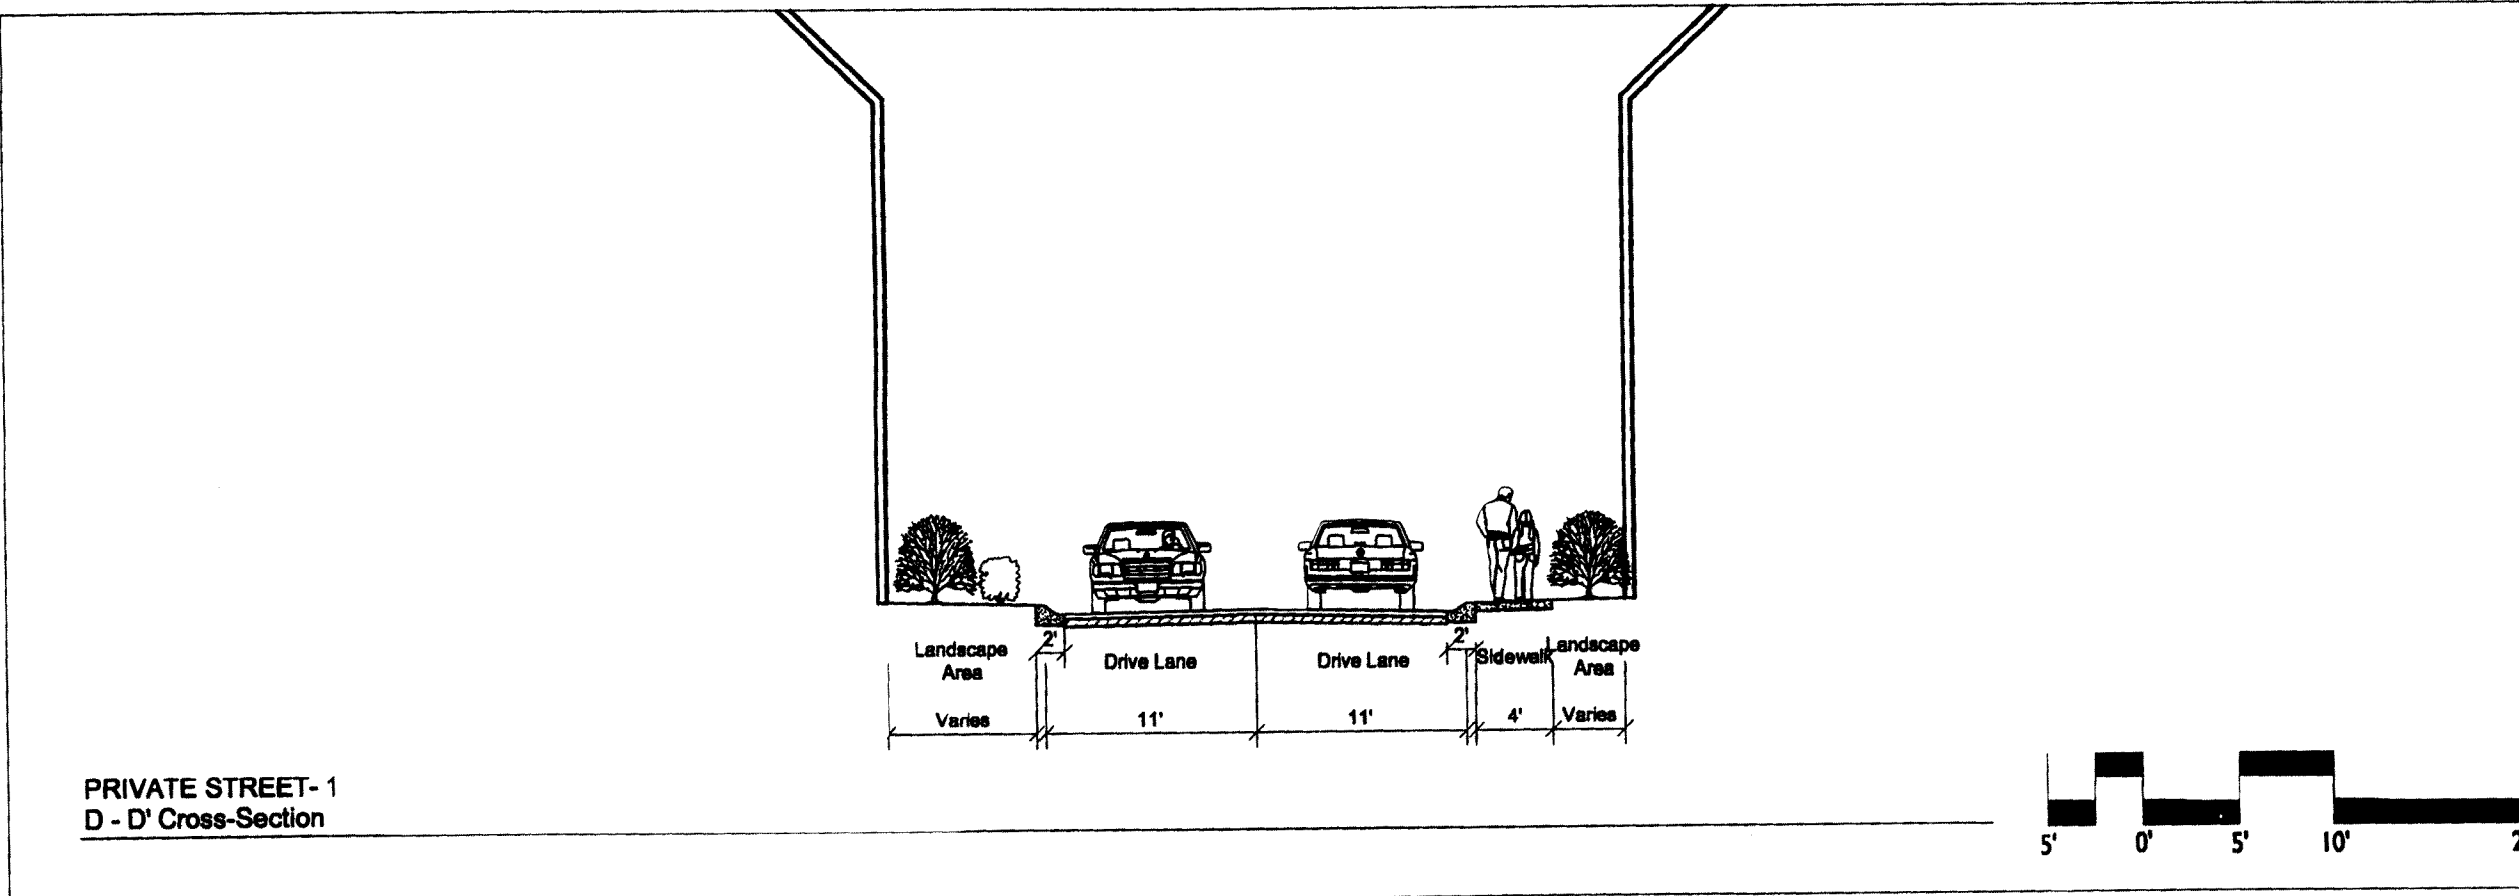 2'
2'
Landscape
Area
Drive Lane
Drive Lane
Sidewalk
Landscape
Area
Varies
11'
11'
4'
Varies
PRIVATE STREET- 1
D - D' Cross-Section
5'
0'
5'
10'